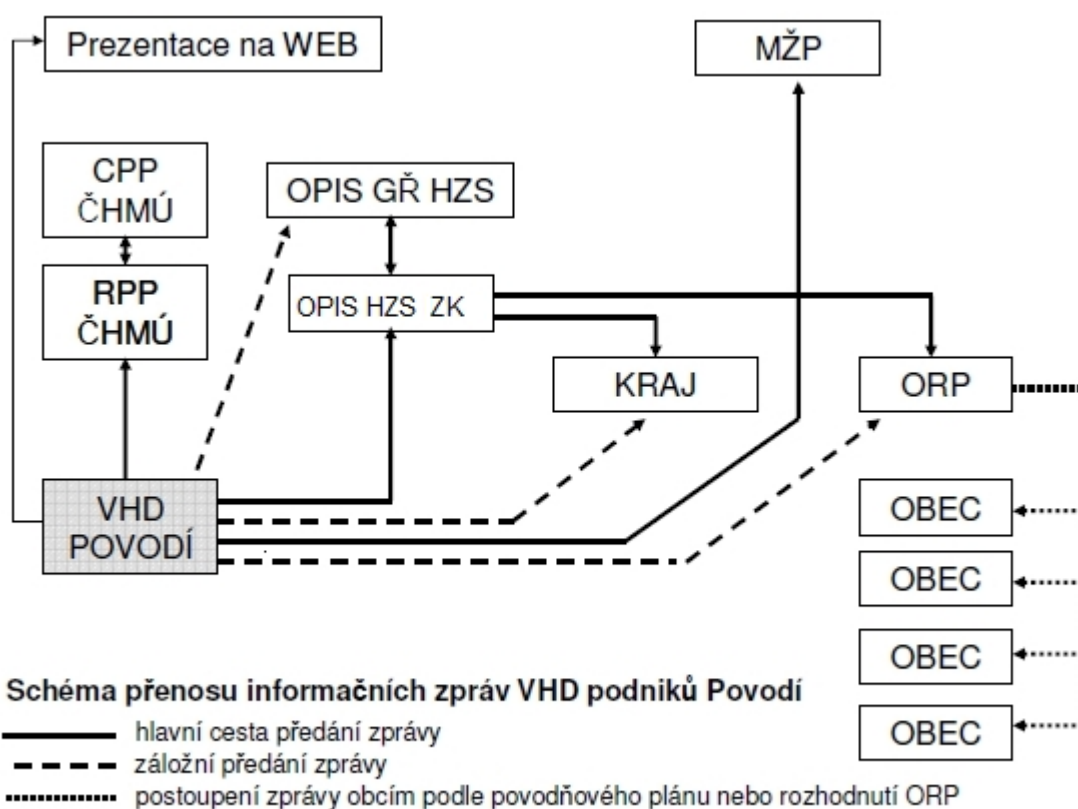 Prezentace na WEB
MŽP
CPP
ČHMÚ
OPIS GŘ HZS
RPP
ČHMÚ
OPIS HZS ZK
KRAJ
ORP
VHD
POVODÍ
OBEC
OBEC
OBEC
OBEC
Schéma přenosu informačních zpráv VHD podniků Povodí
hlavní cesta předání zprávy
záložní předání zprávy
postoupení zprávy obcím podle povodňového plánu nebo rozhodnutí ORP